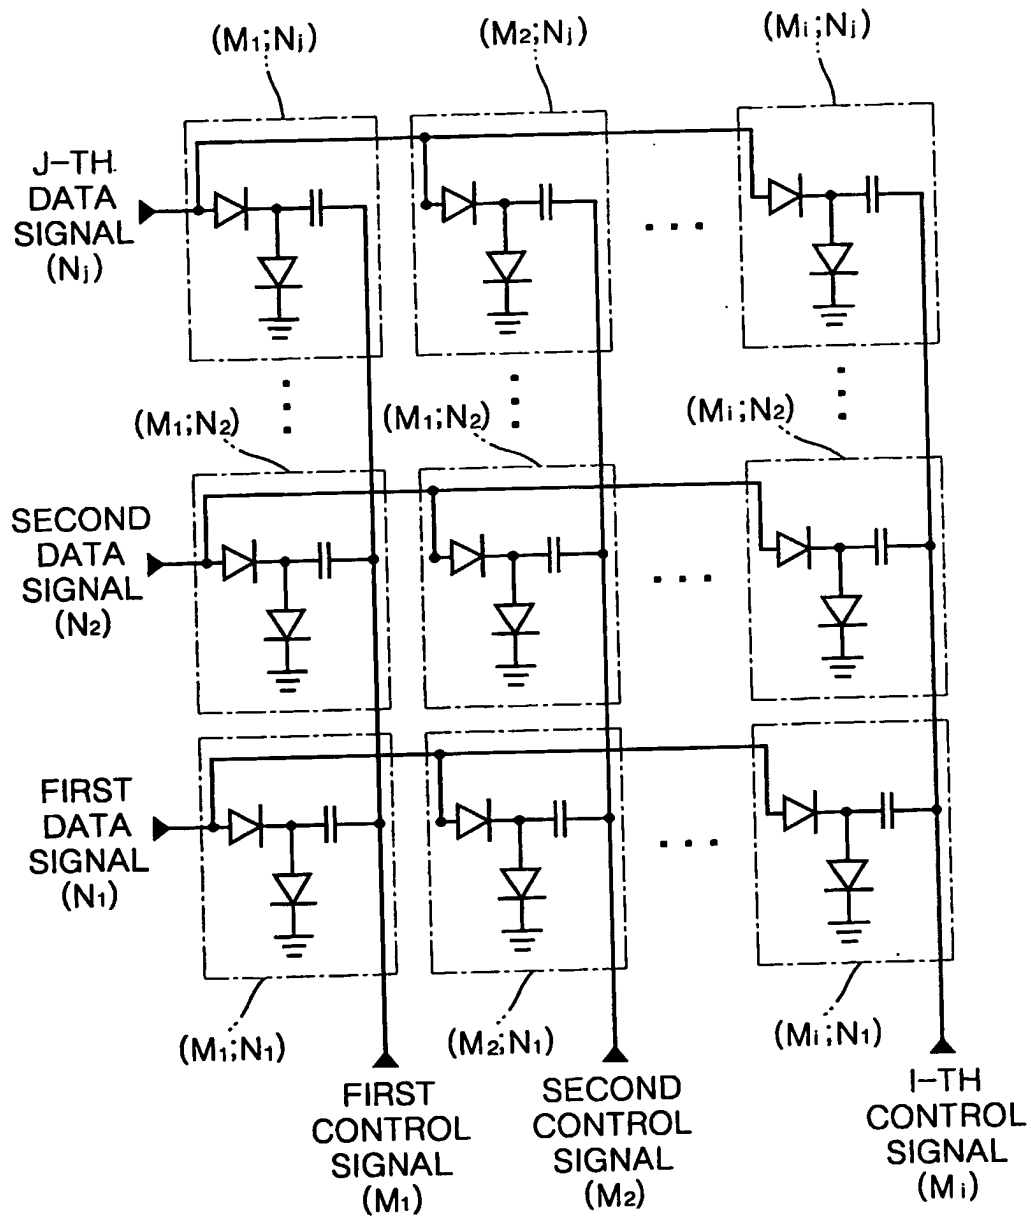 (M1;Nj)
(M2;Nj)
(Mi;Nj)
J-TH
DATA
SIGNAL
(Nj)
(M1;N2)
(M1;N2)
(Mi;N2)
SECOND
DATA
SIGNAL
(N2)
FIRST
DATA
SIGNAL
(N1)
(M1;N1)
(M2;N1)
(Mi;N1)
FIRST
CONTROL
SIGNAL
(M1)
SECOND
CONTROL
SIGNAL
(M2)
I-TH
CONTROL
SIGNAL
(Mi)